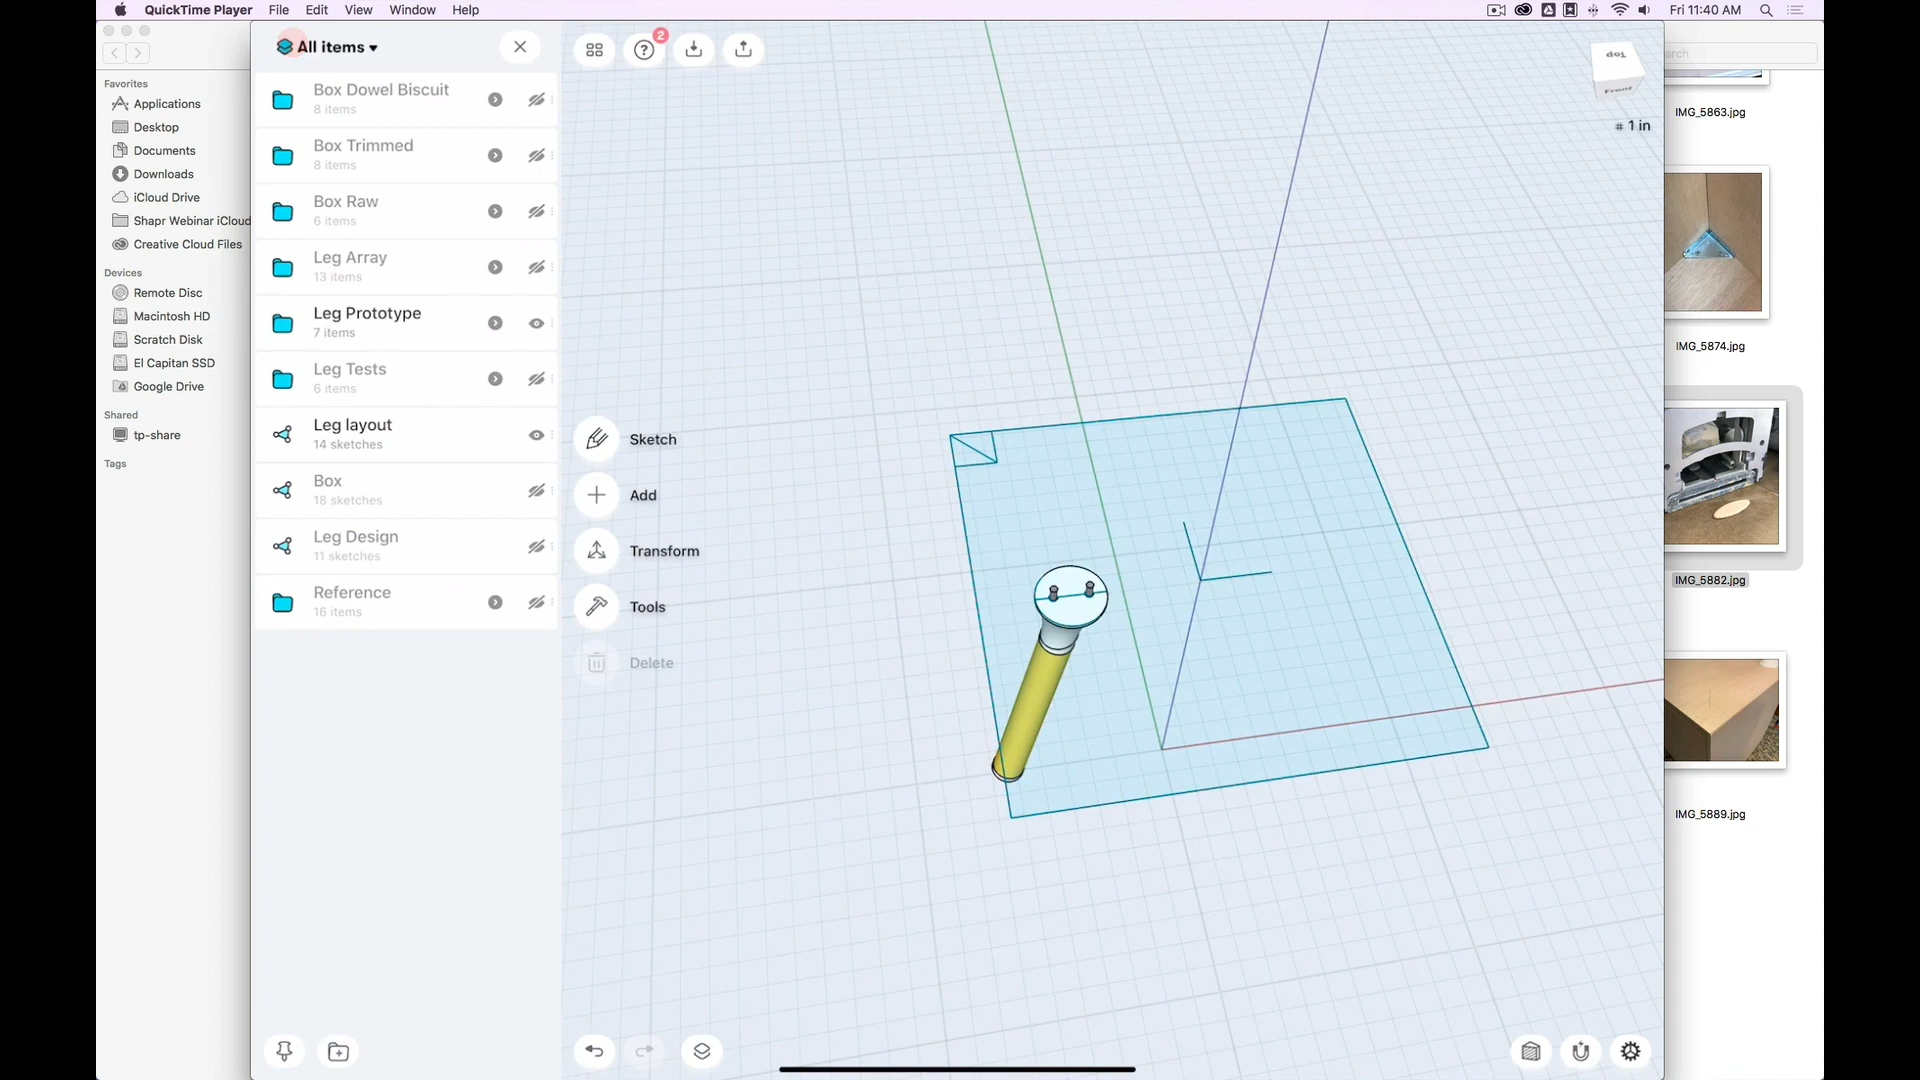 QuickTime Player File Edit View Window Help
Fri 11:40 AM
Favorites
Applications
Desktop
Documents
Downloads
iCloud Drive
Shapr Webinar iCloud
Creative Cloud Files
Devices
Remote Disc
Macintosh HD
Scratch Disk
El Capitan SSD
Google Drive
Shared
tp-share
Tags
All items
Box Dowel Biscuit
8 items
Box Trimmed
8 items
Box Raw
6 items
Leg Array
13 items
Leg Prototype
7 items
Leg Tests
6 items
Leg layout
14 sketches
Box
18 sketches
Leg Design
11 sketches
Reference
16 items
2
Sketch
Add
Transform
Tools
Delete
Top
Front
1 in
arch
IMG_5863.jpg
IMG_5874.jpg
IMG_5882.jpg
IMG_5889.jpg